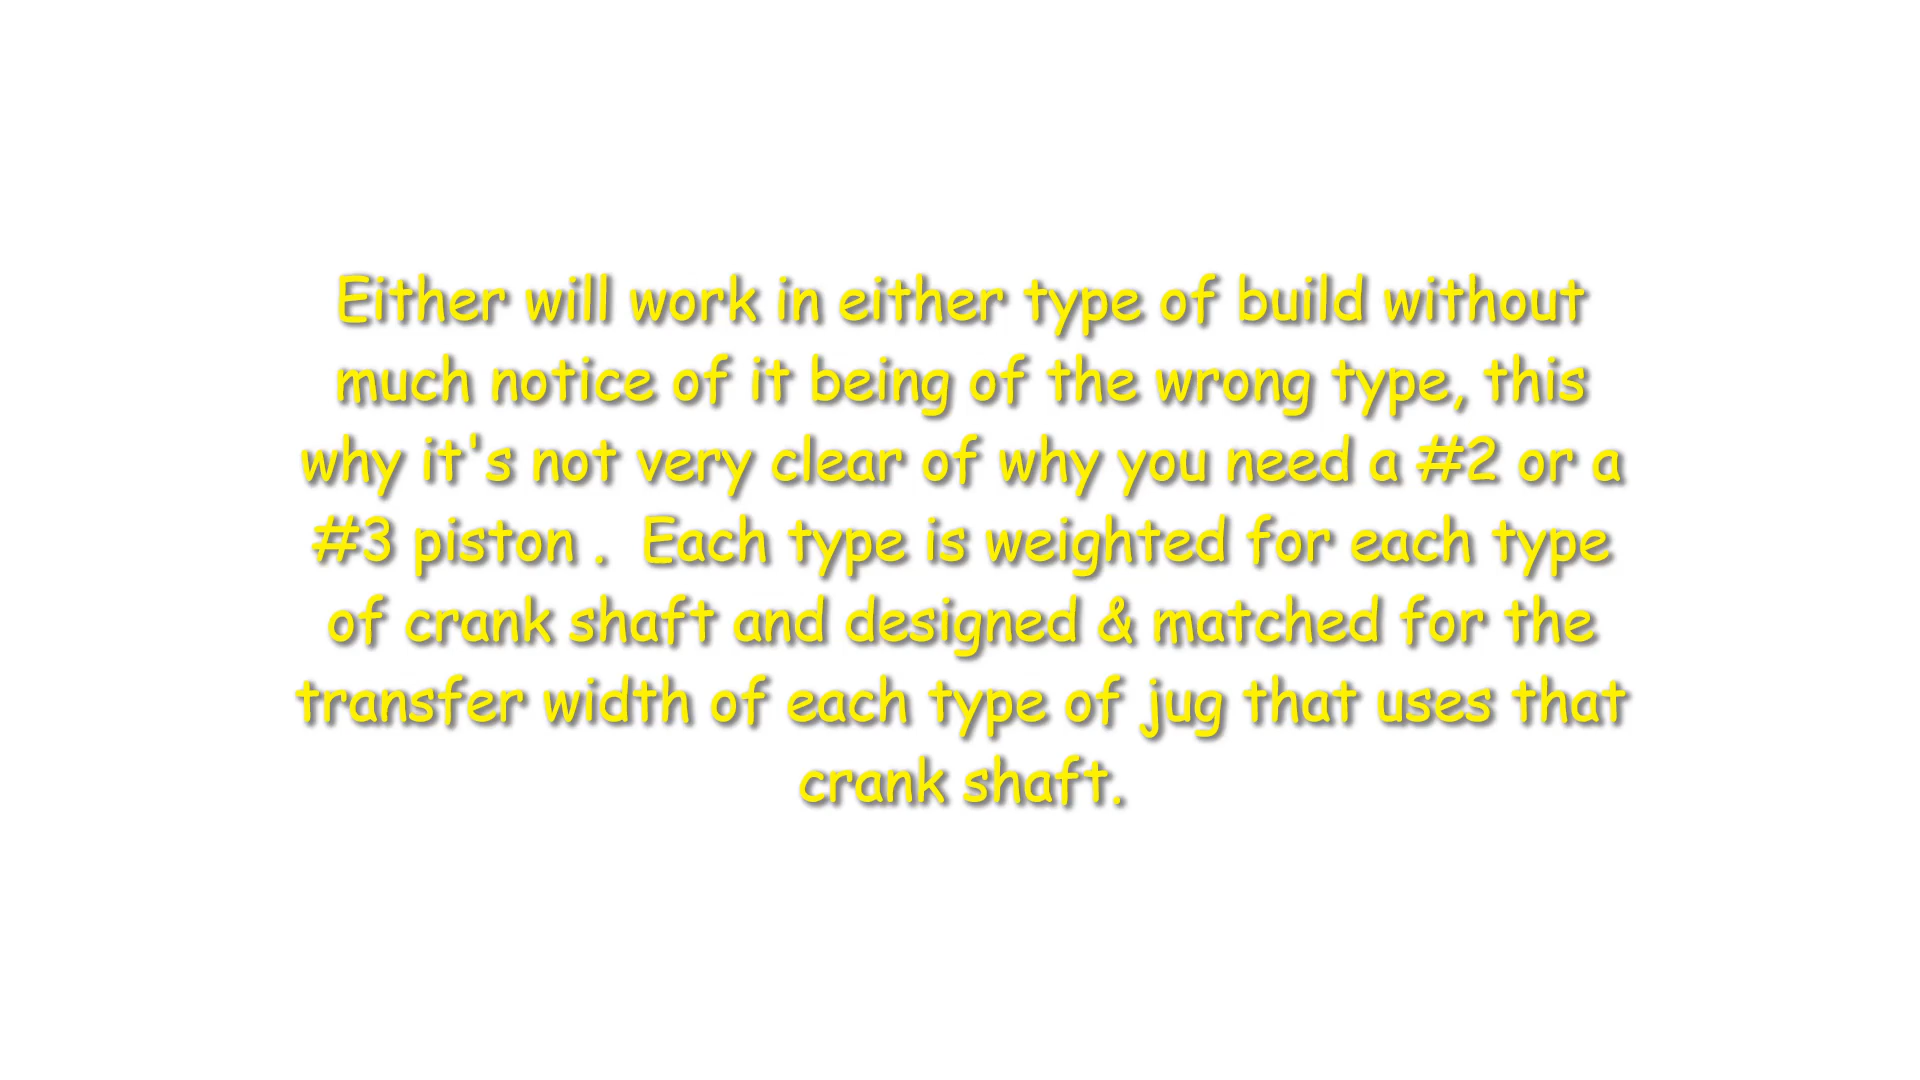 Either will work in either type of build without
much notice of it being of the wrong type, this
why it's not very clear of why you need a #2 or a
#3 piston .  Each type is weighted for each type
of crank shaft and designed & matched for the
transfer width of each type of jug that uses that
crank shaft.